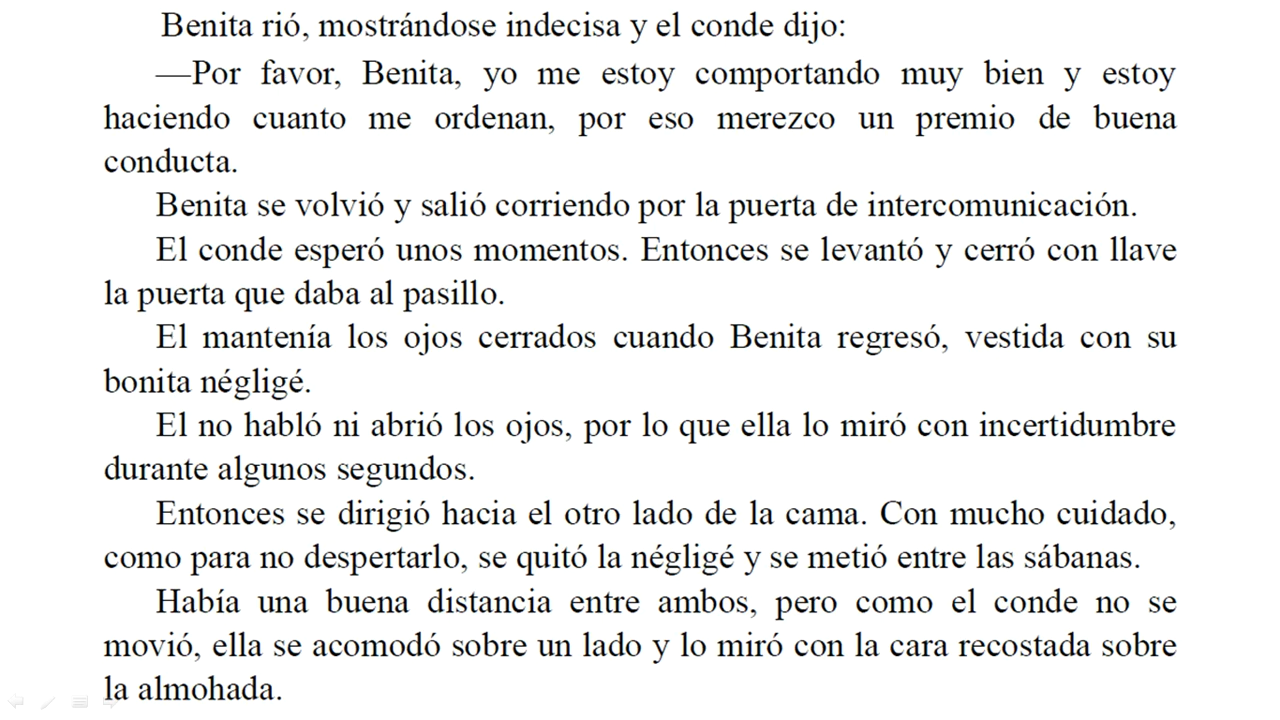 Benita rió, mostrándose indecisa y el conde dijo:
—Por favor, Benita, yo me estoy comportando muy bien y estoy
haciendo cuanto me ordenan, por eso merezco un premio de buena
conducta.
Benita se volvió y salió corriendo por la puerta de intercomunicación.
El conde esperó unos momentos. Entonces se levantó y cerró con llave
la puerta que daba al pasillo.
El mantenía los ojos cerrados cuando Benita regresó, vestida con su
bonita négligé.
El no habló ni abrió los ojos, por lo que ella lo miró con incertidumbre
durante algunos segundos.
Entonces se dirigió hacia el otro lado de la cama. Con mucho cuidado,
como para no despertarlo, se quitó la négligé y se metió entre las sábanas.
Había una buena distancia entre ambos, pero como el conde no se
movió, ella se acomodó sobre un lado y lo miró con la cara recostada sobre
la almohada.